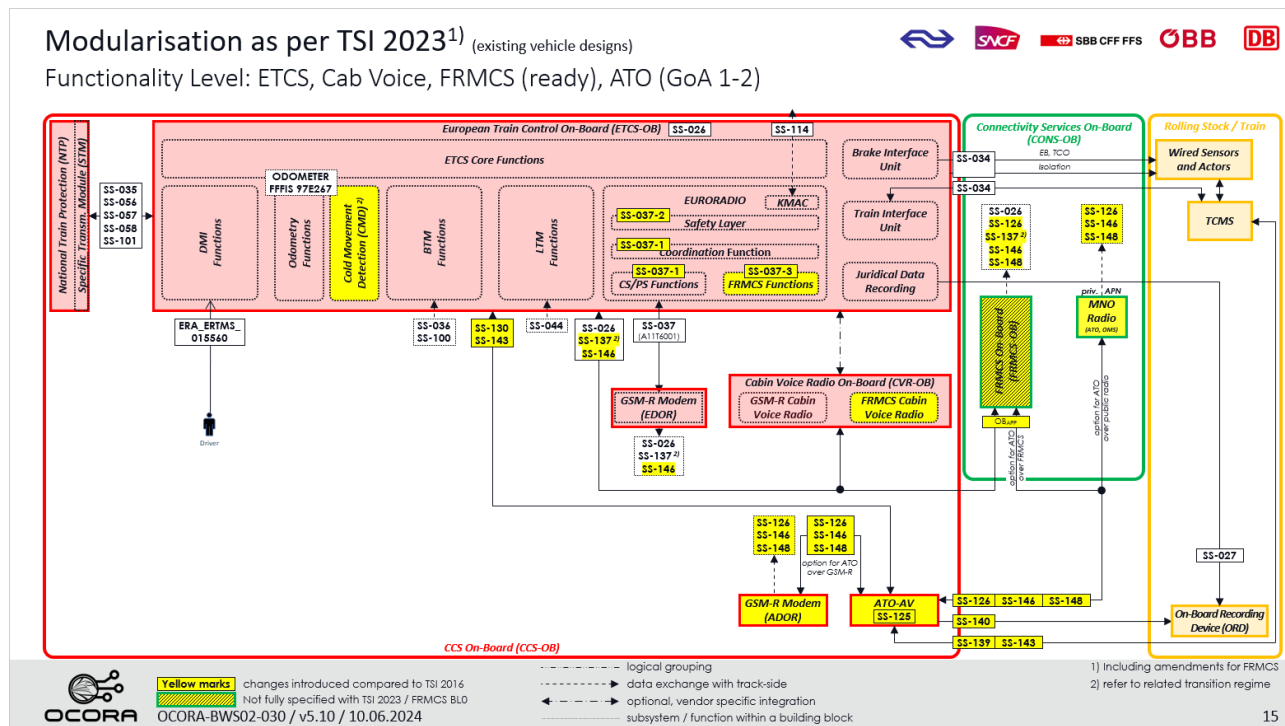 Modularisation as per TSI 2023 1) (existing vehicle designs)
Functionality Level: ETCS, Cab Voice, FRMCS (ready), ATO (GoA 1-2)
SNCF
SBB CFF FFS
ÖBB
DB
National Train Protection (NTP)
Specific Transm. Module (STM)
SS-035
SS-056
SS-057
SS-058
SS-101
European Train Control On-Board (ETCS-OB)
SS-026
SS-114
ETCS Core Functions
ODOMETER
FFFIS 97E267
DMI
Functions
Odometry
Functions
Cold Movement
Detection (CMD) 2)
BTM
Functions
LTM
Functions
EURORADIO
KMAC
SS-037-2
Safety Layer
SS-037-1
Coordination Function
SS-037-1
CS/PS Functions
SS-037-3
FRMCS Functions
Brake Interface
Unit
Train Interface
Unit
Juridical Data
Recording
Connectivity Services On-Board
(CONS-OB)
SS-034
EB, TCO
Isolation
SS-034
SS-026
SS-126
SS-137 2)
SS-146
SS-148
SS-126
SS-146
SS-148
priv. APN
MNO
Radio
(ATO, OMS)
FRMCS On-Board
(FRMCS-OB)
OBAPP
option for ATO
over FRMCS
option for ATO
over public radio
Rolling Stock / Train
Wired Sensors
and Actors
TCMS
SS-027
On-Board Recording
Device (ORD)
ERA_ERTMS_
015560
Driver
SS-036
SS-100
SS-130
SS-143
SS-044
SS-026
SS-137 2)
SS-146
SS-037
(A11T6001)
GSM-R Modem
(EDOR)
SS-026
SS-137 2)
SS-146
Cabin Voice Radio On-Board (CVR-OB)
GSM-R Cabin
Voice Radio
FRMCS Cabin
Voice Radio
SS-126
SS-146
SS-148
SS-126
SS-146
SS-148
option for ATO
over GSM-R
GSM-R Modem
(ADOR)
ATO-AV
SS-125
SS-126 SS-146 SS-148
SS-140
SS-139 SS-143
CCS On-Board (CCS-OB)
OCORA
Yellow marks changes introduced compared to TSI 2016
Not fully specified with TSI 2023 / FRMCS BL0
OCORA-BWS02-030 / v5.10 / 10.06.2024
logical grouping
data exchange with track-side
optional, vendor specific integration
subsystem / function within a building block
1) Including amendments for FRMCS
2) refer to related transition regime
15